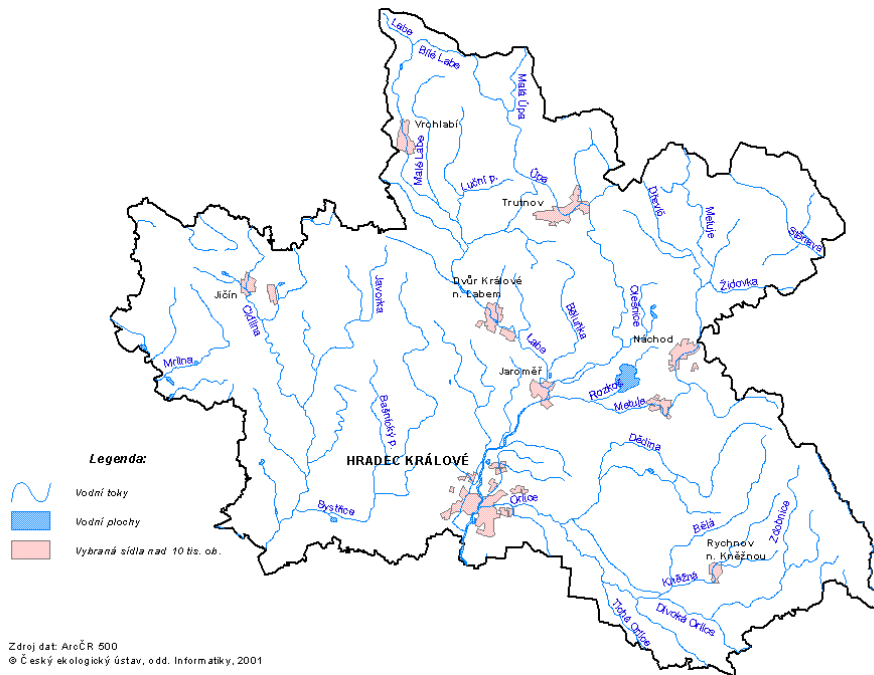 Labe
Bílé Labe
Malá Úpa
Vrchlabí
Malé Labe
Luční p.
Úpa
Trutnov
Dřevíč
Metuje
Stěnava
Židovka
Jičín
Cidlina
Javorka
Dvůr Králové
n. Labem
Labe
Běluňka
Olešnice
Náchod
Mrlina
Jaroměř
Rozkoš
Metuje
Bašnický p.
Dědina
HRADEC KRÁLOVÉ
Legenda:
Vodní toky
Vodní plochy
Vybraná sídla nad 10 tis. ob.
Bystřice
Orlice
Bělá
Zdobnice
Rychnov
n. Kněžnou
Kněžná
Divoká Orlice
Tichá Orlice
Zdroj dat: ArcČR 500
© Český ekologický ústav, odd. Informatiky, 2001